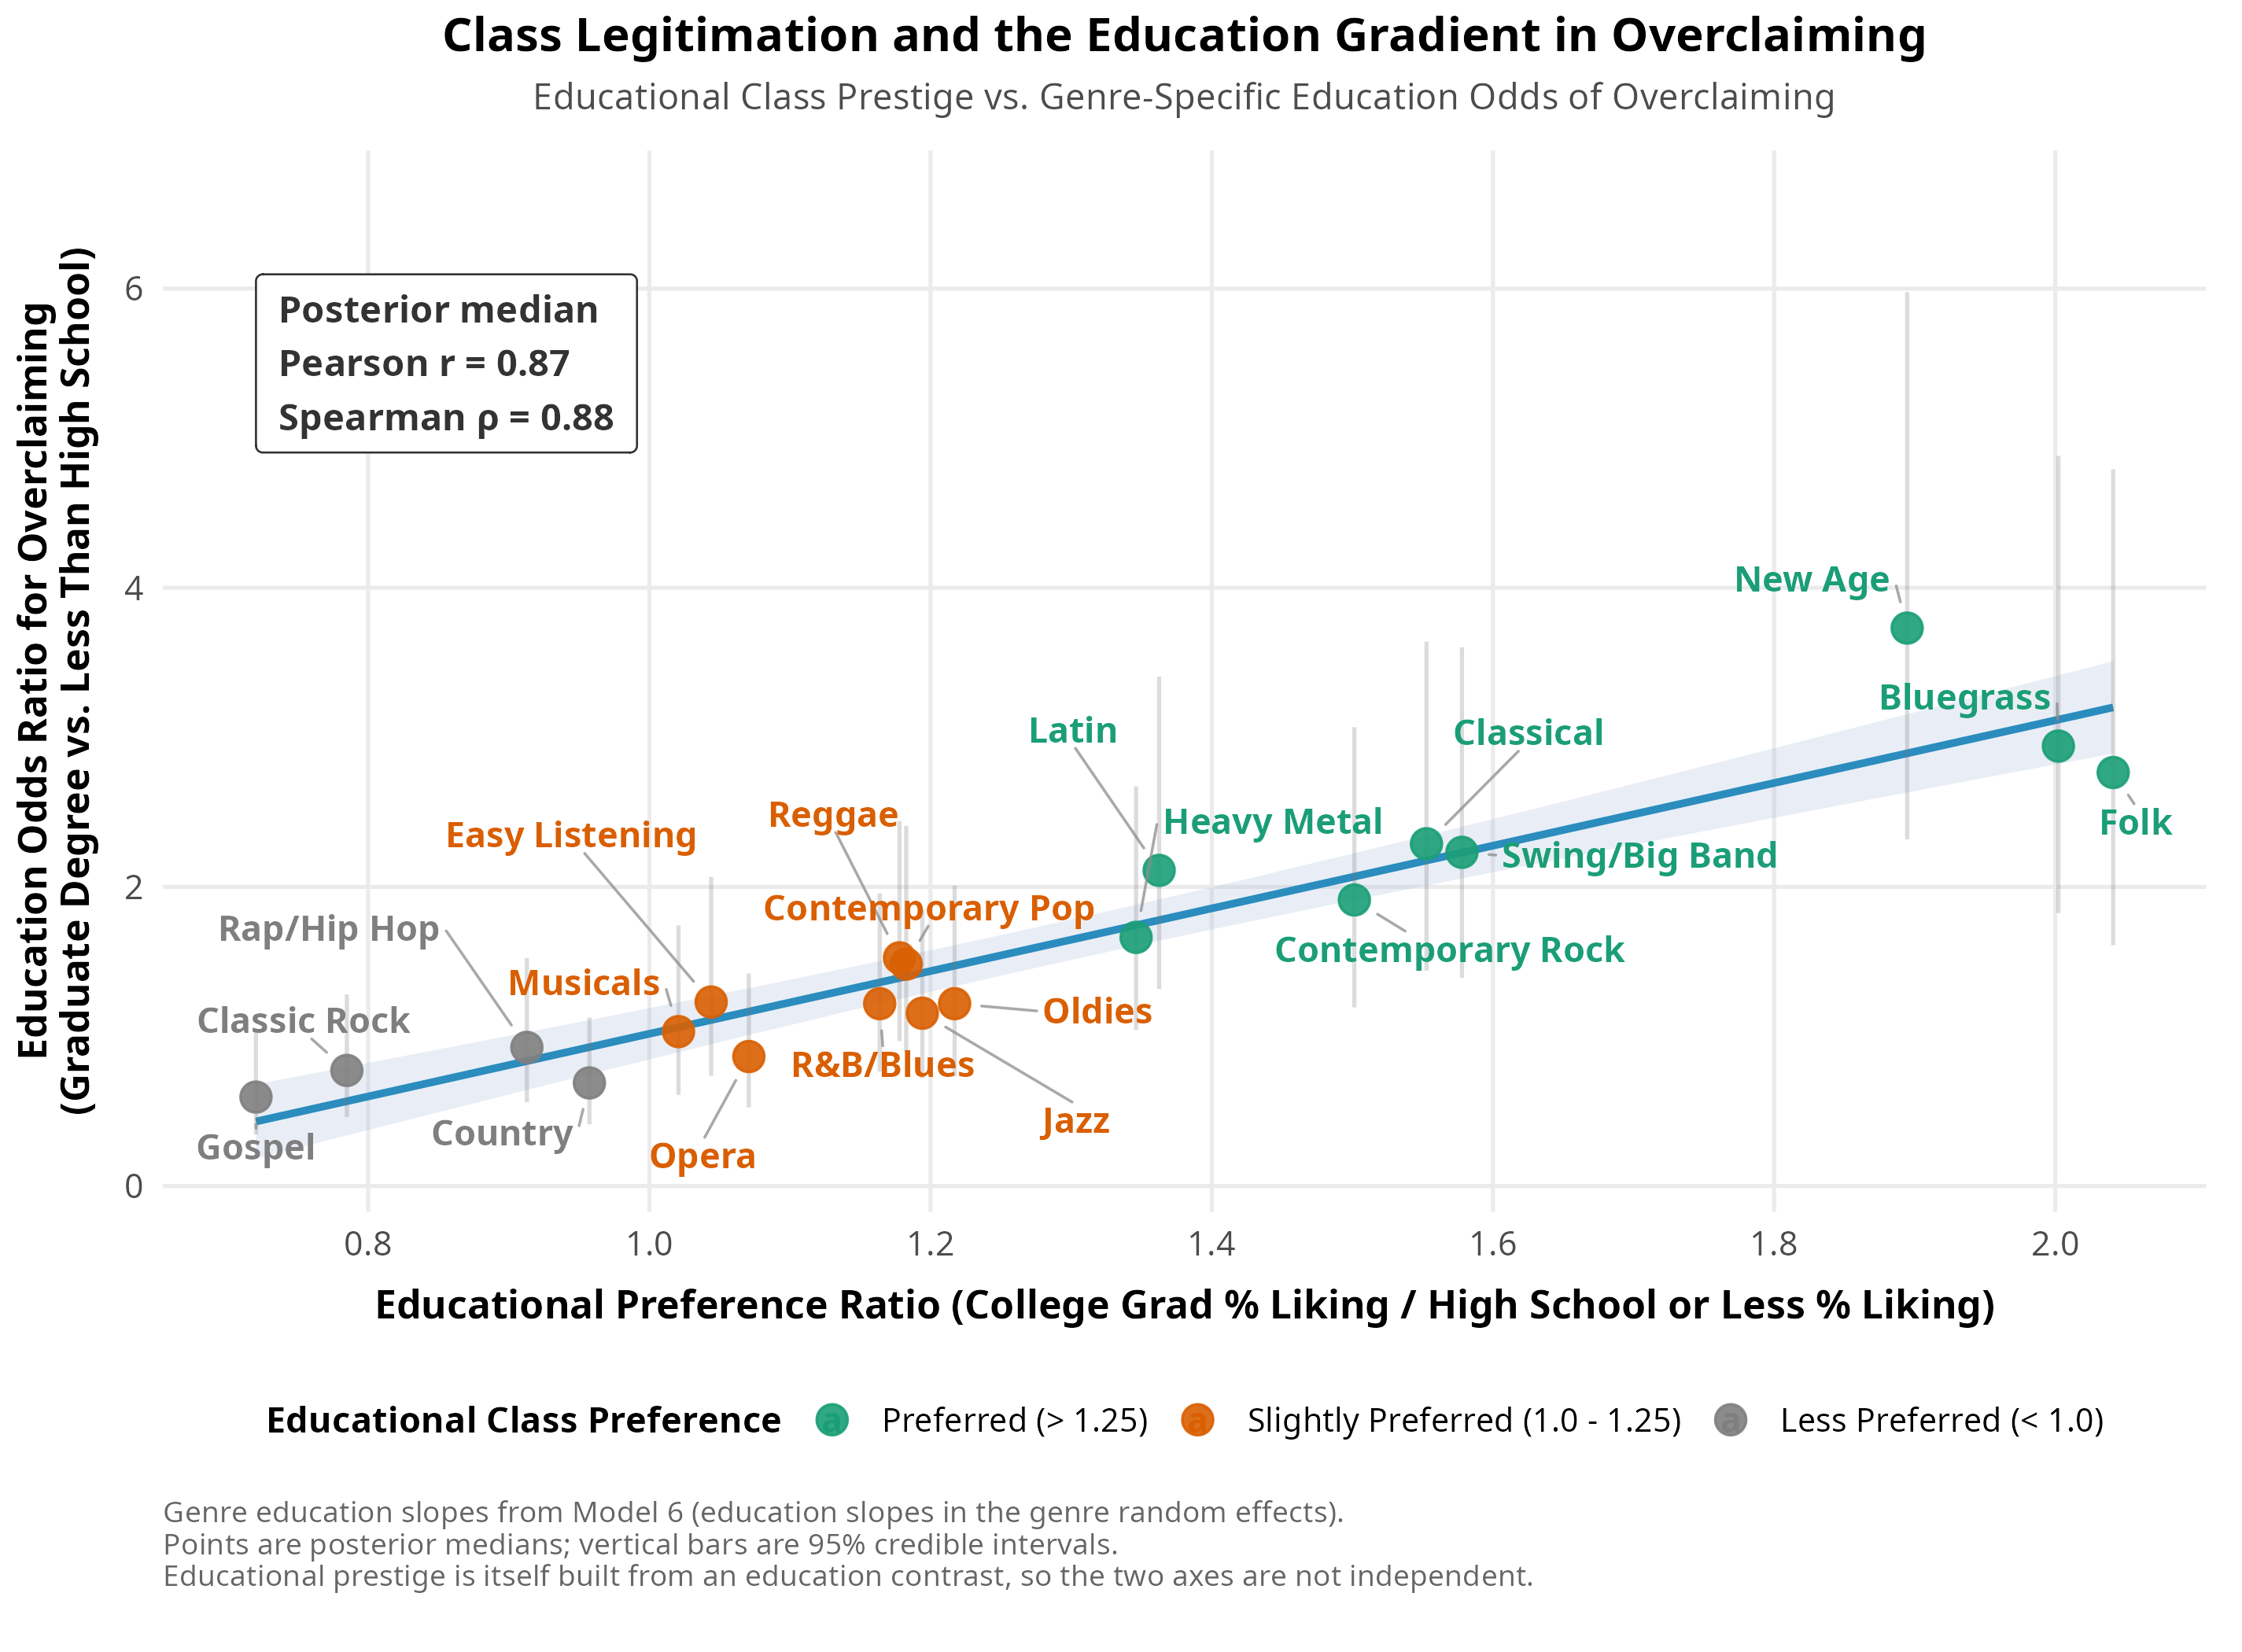 Class Legitimation and the Education Gradient in Overclaiming
Educational Class Prestige vs. Genre-Specific Education Odds of Overclaiming
Education Odds Ratio for Overclaiming
(Graduate Degree vs. Less Than High School)
6
4
2
0
Posterior median
Pearson r = 0.87
Spearman ρ = 0.88
New Age
Bluegrass
Latin
Classical
Reggae
Heavy Metal
Folk
Easy Listening
Swing/Big Band
Contemporary Pop
Rap/Hip Hop
Contemporary Rock
Musicals
Oldies
Classic Rock
R&B/Blues
Jazz
Country
Gospel
Opera
0.8
1.0
1.2
1.4
1.6
1.8
2.0
Educational Preference Ratio (College Grad % Liking / High School or Less % Liking)
Educational Class Preference
a Preferred (> 1.25)
a Slightly Preferred (1.0 - 1.25)
a Less Preferred (< 1.0)
Genre education slopes from Model 6 (education slopes in the genre random effects).
Points are posterior medians; vertical bars are 95% credible intervals.
Educational prestige is itself built from an education contrast, so the two axes are not independent.